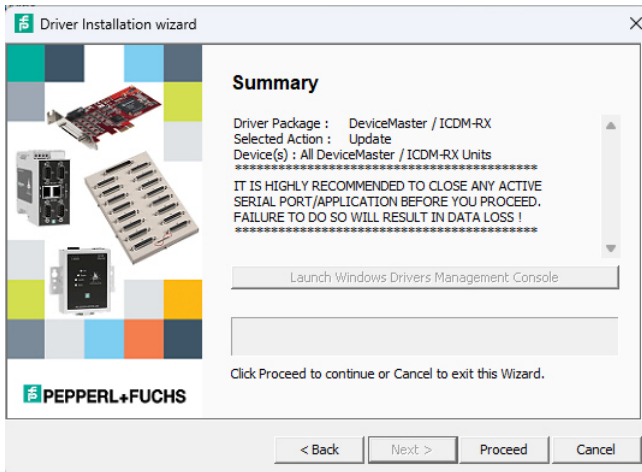 Driver Installation wizard
Summary
Driver Package : DeviceMaster / ICDM-RX
Selected Action : Update
Device(s) : All DeviceMaster / ICDM-RX Units
******************************************
IT IS HIGHLY RECOMMENDED TO CLOSE ANY ACTIVE
SERIAL PORT/APPLICATION BEFORE YOU PROCEED.
FAILURE TO DO SO WILL RESULT IN DATA LOSS !
******************************************
Launch Windows Drivers Management Console
Click Proceed to continue or Cancel to exit this Wizard.
PEPPERL+FUCHS
< Back
Next >
Proceed
Cancel